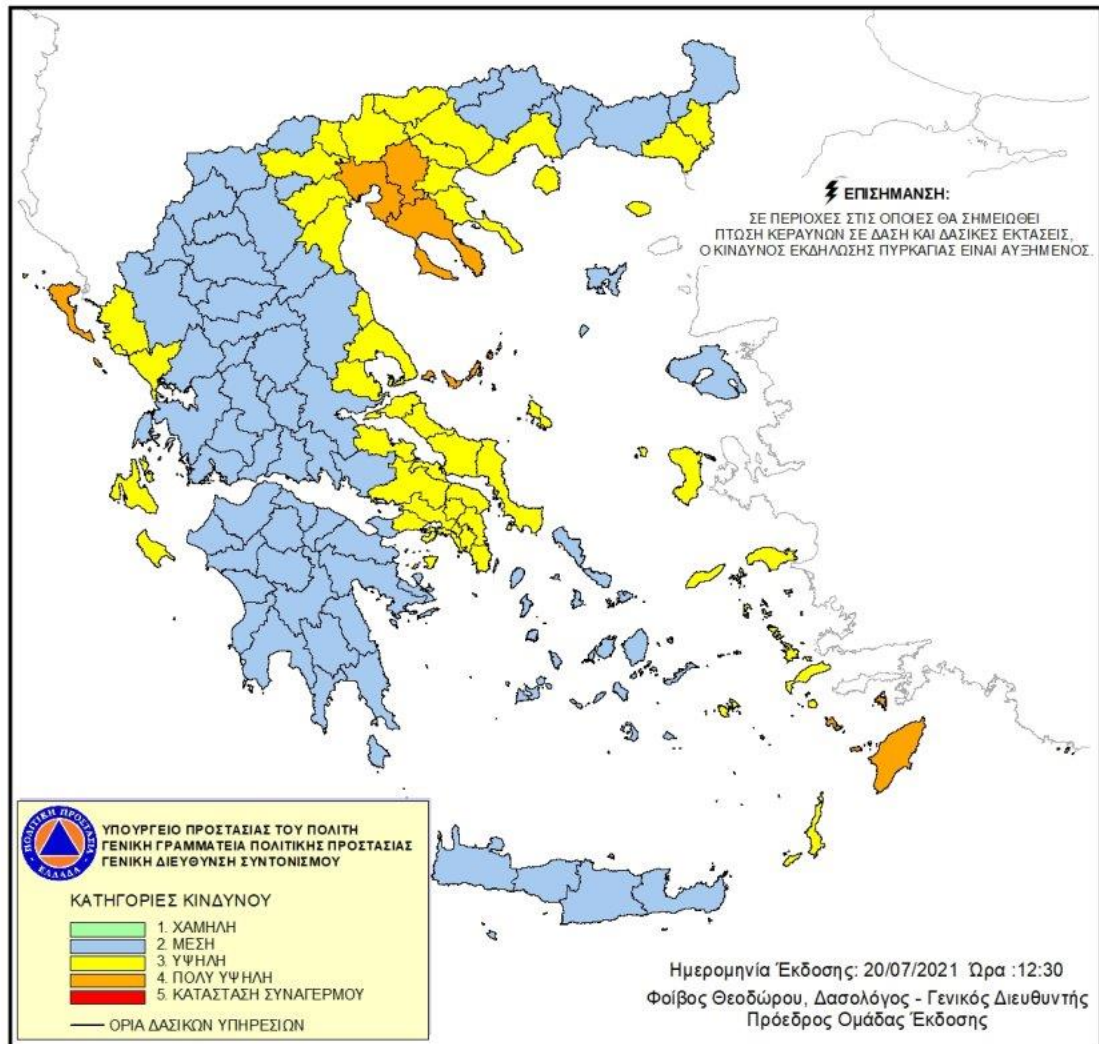 ΕΠΙΣΗΜΑΝΣΗ:
ΣΕ ΠΕΡΙΟΧΕΣ ΣΤΙΣ ΟΠΟΙΕΣ ΘΑ ΣΗΜΕΙΩΘΕΙ
ΠΤΩΣΗ ΚΕΡΑΥΝΩΝ ΣΕ ΔΑΣΗ ΚΑΙ ΔΑΣΙΚΕΣ ΕΚΤΑΣΕΙΣ,
Ο ΚΙΝΔΥΝΟΣ ΕΚΔΗΛΩΣΗΣ ΠΥΡΚΑΓΙΑΣ ΕΙΝΑΙ ΑΥΞΗΜΕΝΟΣ.
ΠΟΛΙΤΙΚΗ ΠΡΟΣΤΑΣΙΑ
ΕΛΛΑΔΑ
ΥΠΟΥΡΓΕΙΟ ΠΡΟΣΤΑΣΙΑΣ ΤΟΥ ΠΟΛΙΤΗ
ΓΕΝΙΚΗ ΓΡΑΜΜΑΤΕΙΑ ΠΟΛΙΤΙΚΗΣ ΠΡΟΣΤΑΣΙΑΣ
ΓΕΝΙΚΗ ΔΙΕΥΘΥΝΣΗ ΣΥΝΤΟΝΙΣΜΟΥ
ΚΑΤΗΓΟΡΙΕΣ ΚΙΝΔΥΝΟΥ
1. ΧΑΜΗΛΗ
2. ΜΕΣΗ
3. ΥΨΗΛΗ
4. ΠΟΛΥ ΥΨΗΛΗ
5. ΚΑΤΑΣΤΑΣΗ ΣΥΝΑΓΕΡΜΟΥ
ΟΡΙΑ ΔΑΣΙΚΩΝ ΥΠΗΡΕΣΙΩΝ
Ημερομηνία Έκδοσης: 20/07/2021 Ώρα :12:30
Φοίβος Θεοδώρου, Δασολόγος - Γενικός Διευθυντής
Πρόεδρος Ομάδας Έκδοσης